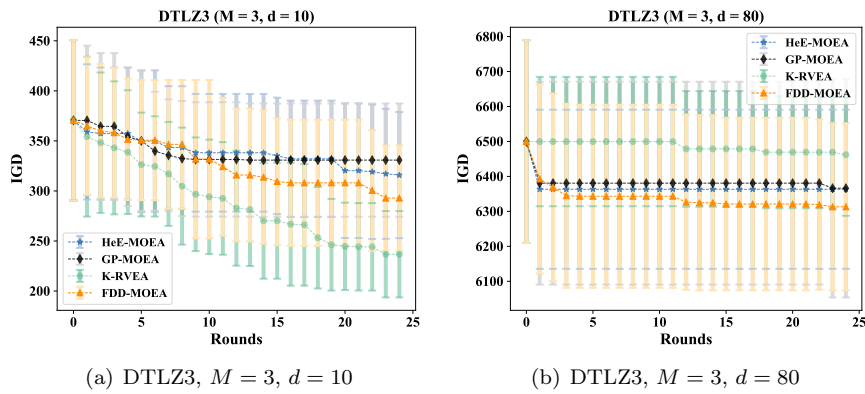 DTLZ3 (M = 3, d = 10)
450
400
350
300
250
200
IGD
0
5
10
15
20
25
Rounds
HeE-MOEA
GP-MOEA
K-RVEA
FDD-MOEA
(a) DTLZ3, M = 3, d = 10
DTLZ3 (M = 3, d = 80)
6800
6700
6600
6500
6400
6300
6200
6100
IGD
0
5
10
15
20
25
Rounds
HeE-MOEA
GP-MOEA
K-RVEA
FDD-MOEA
(b) DTLZ3, M = 3, d = 80